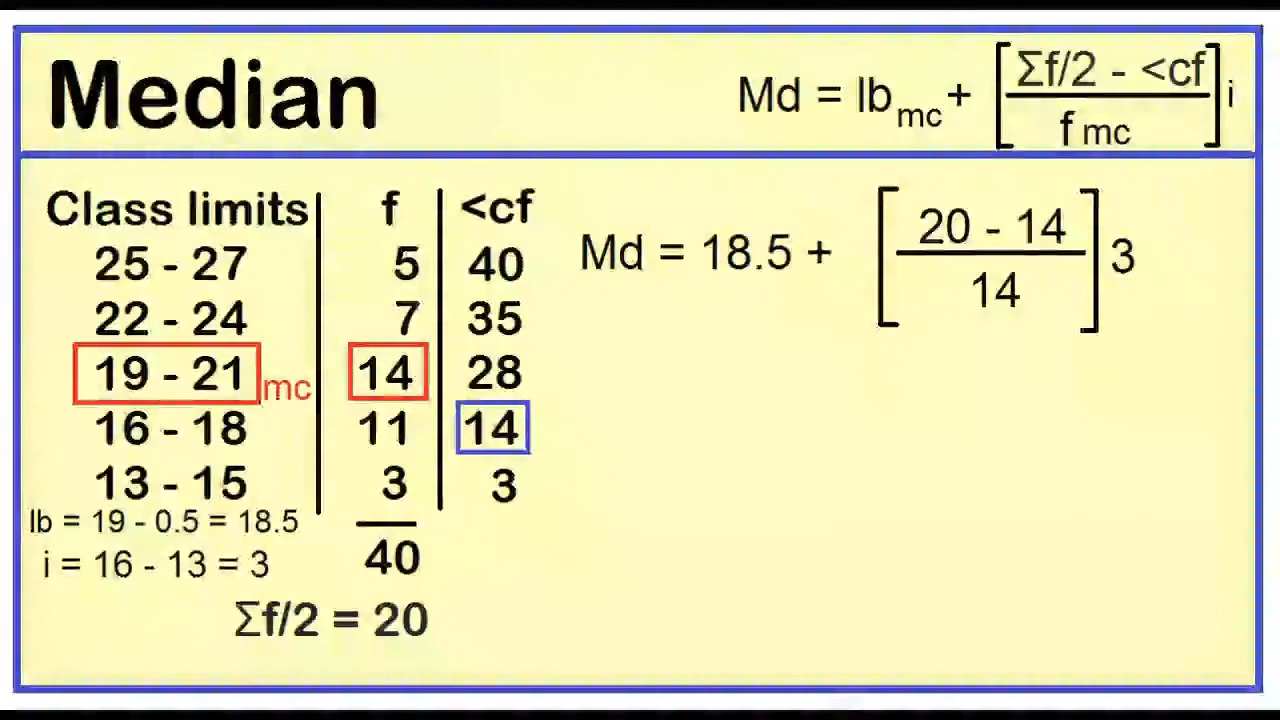 Median
Md = lb mc + [ Σf/2 - <cf / f mc ] i
Class limits f <cf
25 - 27 5 40
22 - 24 7 35
19 - 21 mc 14 28
16 - 18 11 14
13 - 15 3 3
lb = 19 - 0.5 = 18.5
i = 16 - 13 = 3
40
Σf/2 = 20
Md = 18.5 + [ 20 - 14 / 14 ] 3